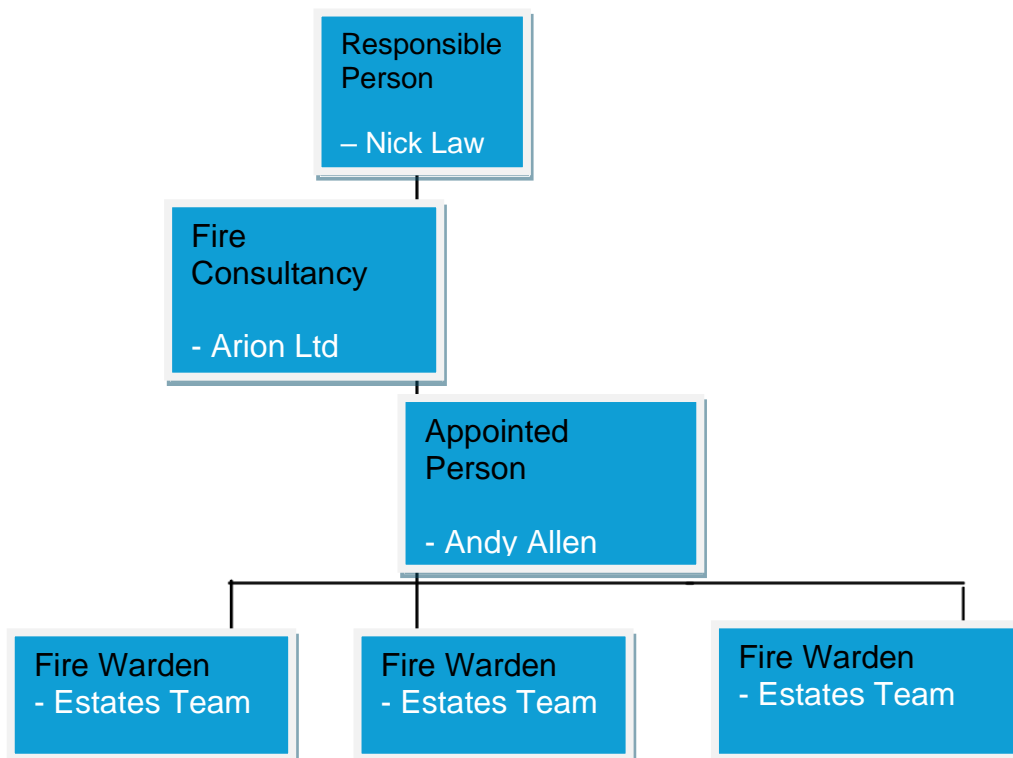 Responsible
Person
– Nick Law
Fire
Consultancy
- Arion Ltd
Appointed
Person
- Andy Allen
Fire Warden
- Estates Team
Fire Warden
- Estates Team
Fire Warden
- Estates Team